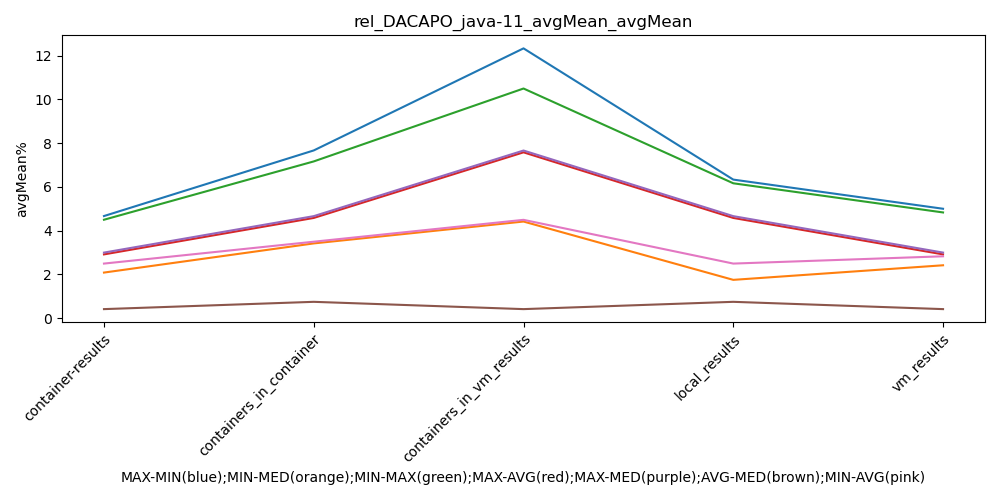 rel_DACAPO_java-11_avgMean_avgMean
avgMean%
12
10
8
6
4
2
0
container-results
containers_in_container
containers_in_vm_results
local_results
vm_results
MAX-MIN(blue);MIN-MED(orange);MIN-MAX(green);MAX-AVG(red);MAX-MED(purple);AVG-MED(brown);MIN-AVG(pink)